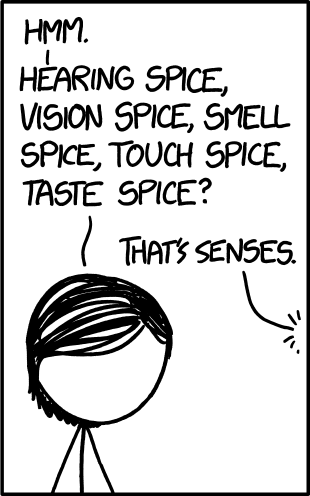 HMM.
HEARING SPICE,
VISION SPICE, SMELL
SPICE, TOUCH SPICE,
TASTE SPICE?
THAT'S SENSES.